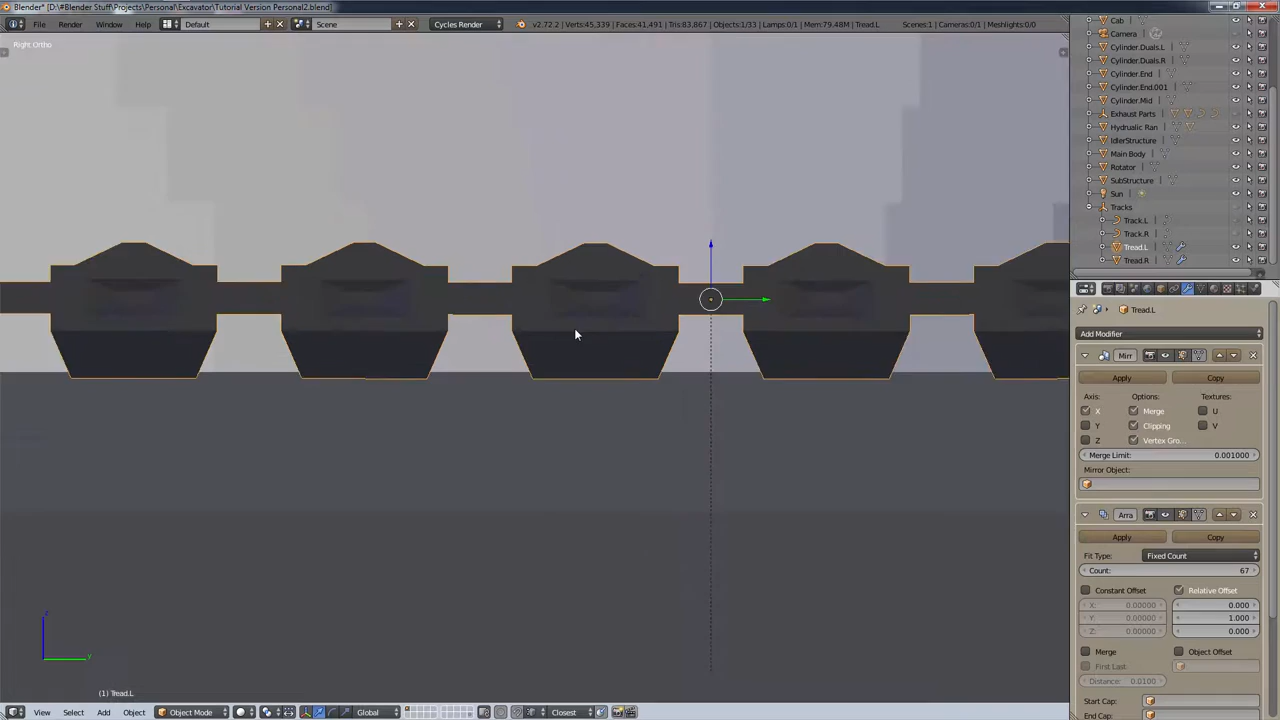 Blender* [D:\#Blender Stuff\Projects\Personal\Excavator\Tutorial Version Personal2.blend]
File Render Window Help Default Scene Cycles Render v2.72.2 | Verts:45,339 | Faces:41,491 | Tris:83,867 | Objects:1/33 | Lamps:0/1 | Mem:79.48M | Tread.L Scenes:1 | Cameras:0/1 | Meshlights:0/0
Right Ortho
Cab
Camera
Cylinder.Duals.L
Cylinder.Duals.R
Cylinder.End
Cylinder.End.001
Cylinder.Mid
Exhaust Parts
Hydrualic Ran
IdlerStructure
Main Body
Rotator
SubStructure
Sun
Tracks
Track.L
Track.R
Tread.L
Tread.R
Tread.L
Add Modifier
Mirr
Apply Copy
Axis: Options: Textures:
X Merge U
Y Clipping V
Z Vertex Gro...
Merge Limit: 0.001000
Mirror Object:
Arra
Apply Copy
Fit Type: Fixed Count
Count: 67
Constant Offset Relative Offset
X: 0.00000 0.000
Y: 0.00000 1.000
Z: 0.00000 0.000
Merge Object Offset
First Last
Distance: 0.0100
Start Cap:
End Cap:
z
y
(1) Tread.L
View Select Add Object Object Mode Global Closest